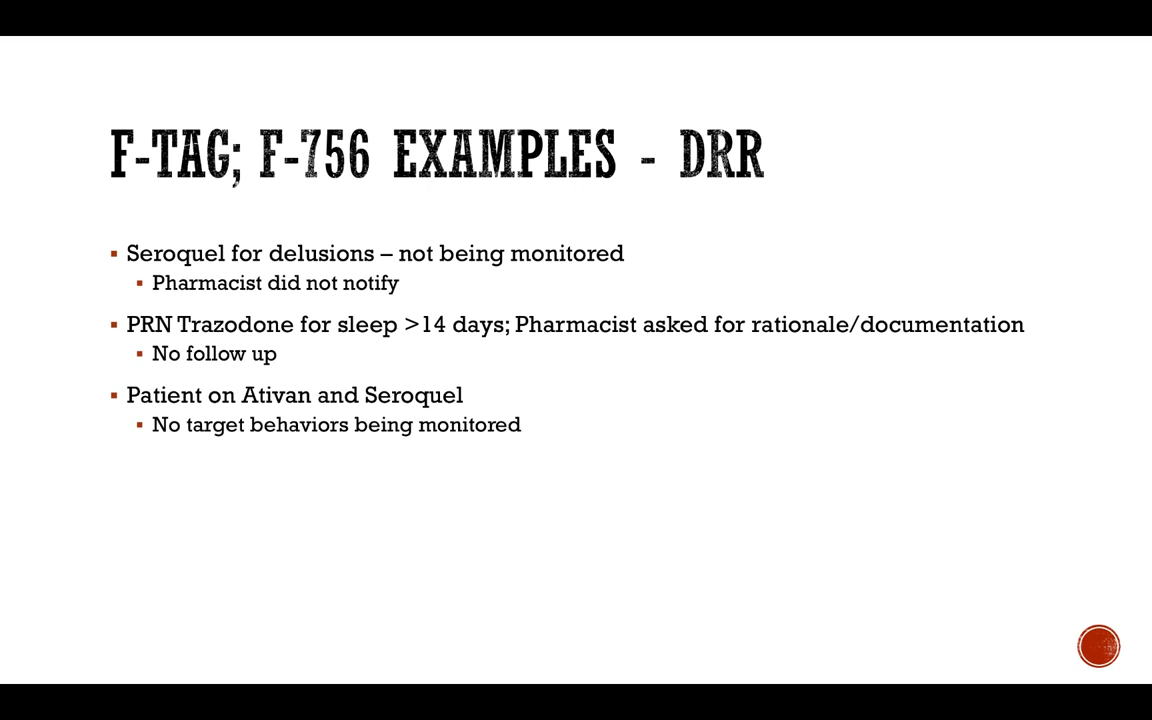 F-TAG; F-756 EXAMPLES - DRR
▪ Seroquel for delusions – not being monitored
▪ Pharmacist did not notify
▪ PRN Trazodone for sleep >14 days; Pharmacist asked for rationale/documentation
▪ No follow up
▪ Patient on Ativan and Seroquel
▪ No target behaviors being monitored